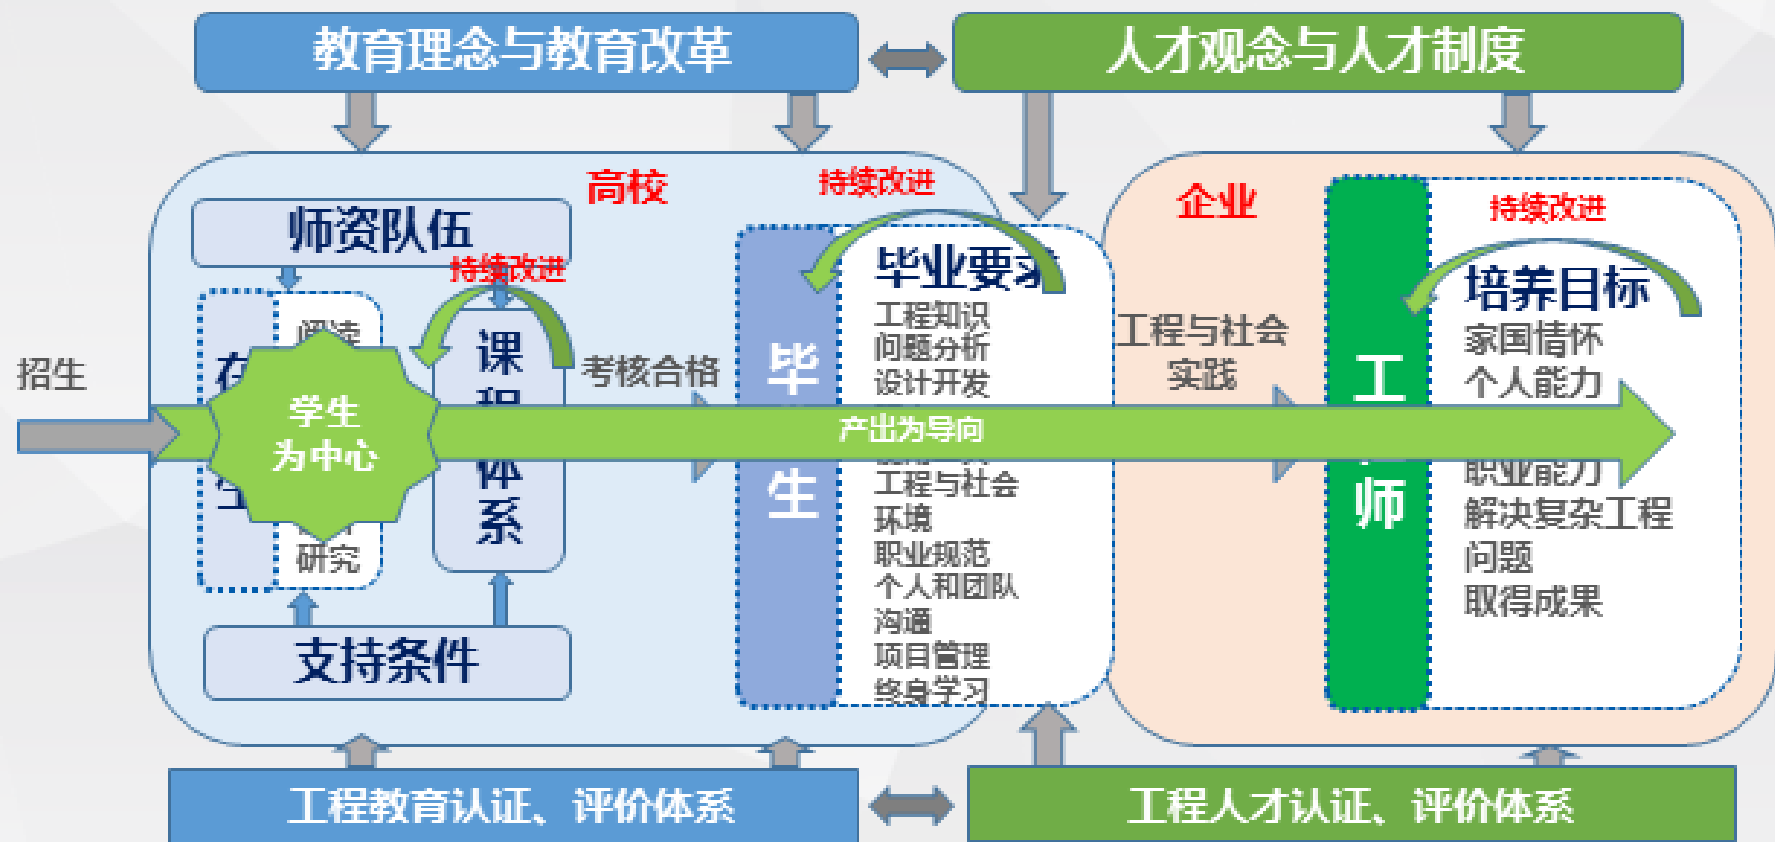 教育理念与教育改革
人才观念与人才制度
高校
持续改进
企业
持续改进
师资队伍
持续改进
招生
学生
为中心
研究
课程体系
支持条件
考核合格
产出为导向
生
毕业要求
工程知识
问题分析
设计开发
工程与社会
环境
职业规范
个人和团队
沟通
项目管理
终身学习
工程与社会
实践
工
师
培养目标
家国情怀
个人能力
职业能力
解决复杂工程
问题
取得成果
工程教育认证、评价体系
工程人才认证、评价体系